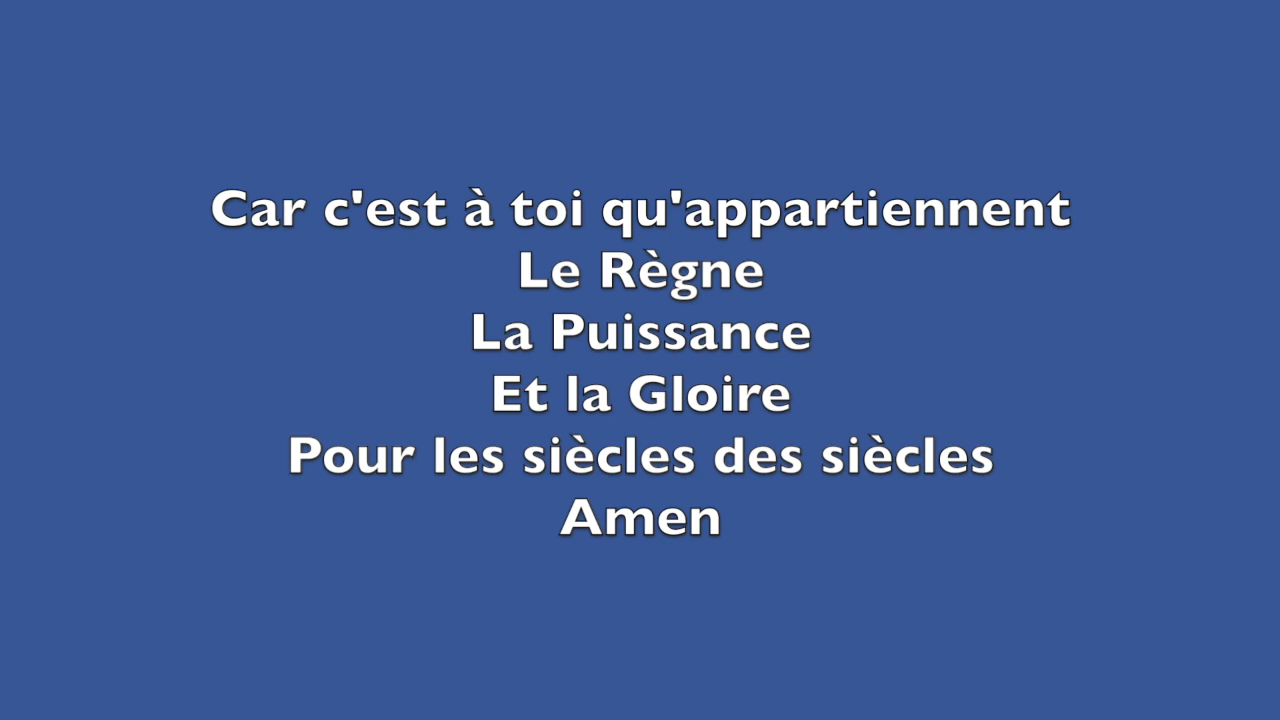 Car c'est à toi qu'appartiennent
Le Règne
La Puissance
Et la Gloire
Pour les siècles des siècles
Amen